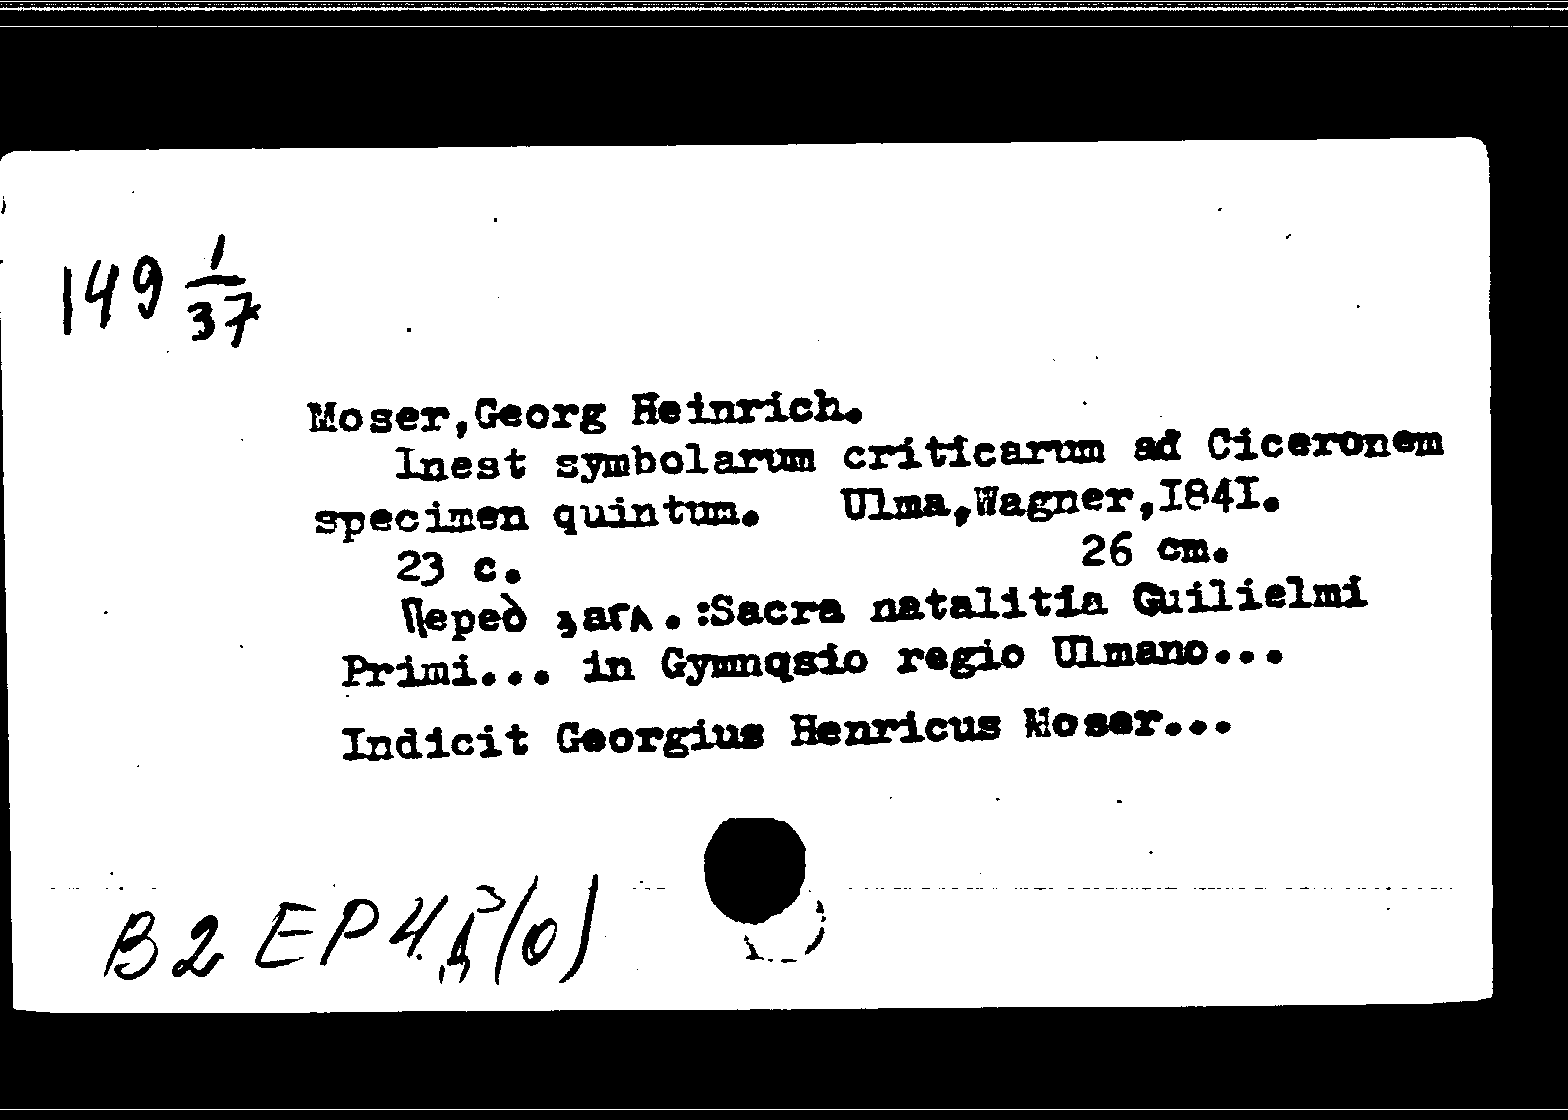 149 1/37
Moser,Georg Heinrich.
Inest symbolarum criticarum ad Ciceronem
specimen quintum. Ulma,Wagner,I84I.
23 c. 26 cm.
Перед загл.:Sacra natalitia Guilielmi
Primi... in Gymnqsio regio Ulmano...
Indicit Georgius Henricus Moser...
B2 EP4